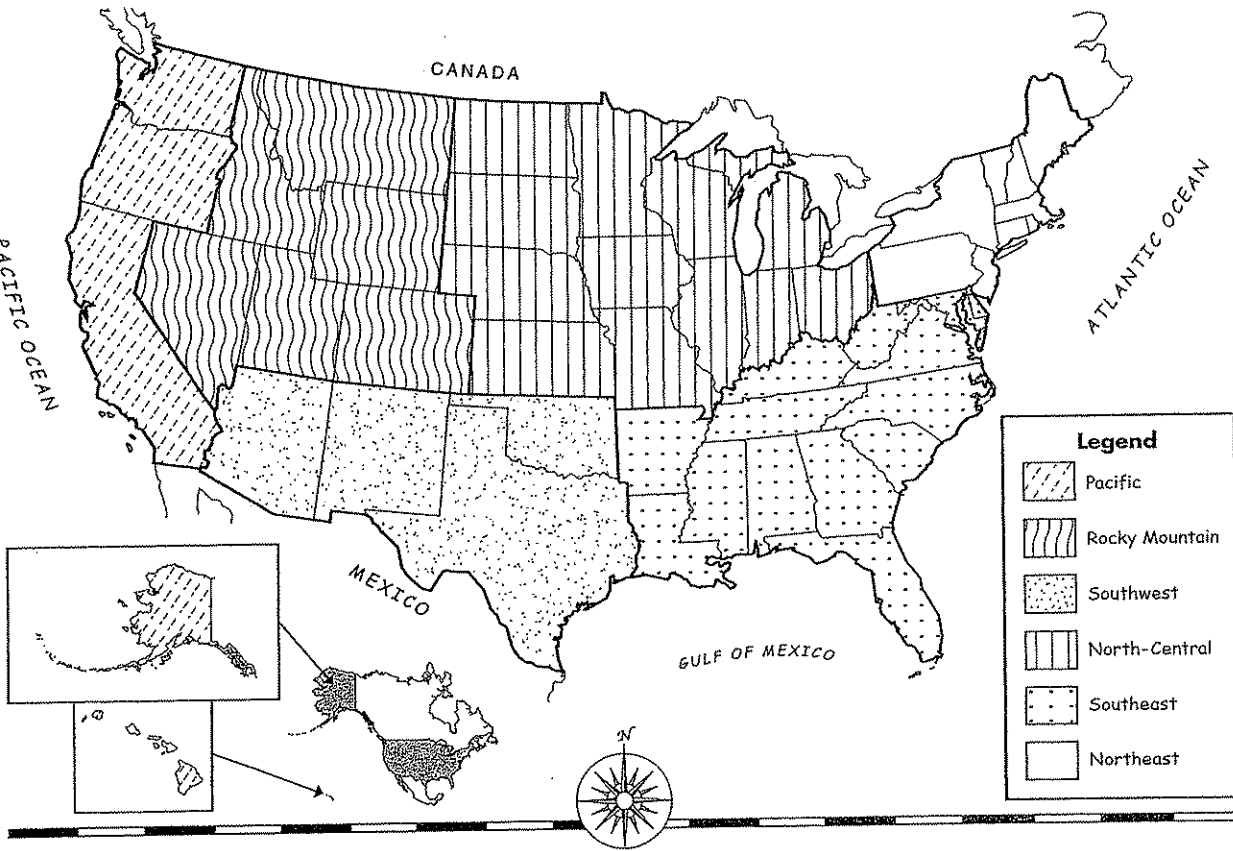 CANADA
PACIFIC OCEAN
ATLANTIC OCEAN
MEXICO
GULF OF MEXICO
Legend
Pacific
Rocky Mountain
Southwest
North-Central
Southeast
Northeast
N